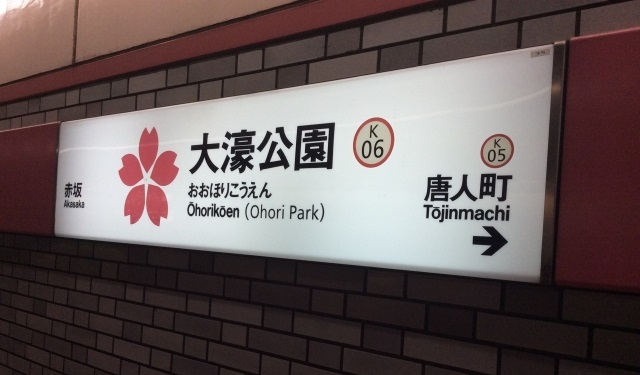 赤坂
Akasaka
大濠公園
おおほりこうえん
Ōhorikōen (Ohori Park)
K
06
K
05
唐人町
Tōjinmachi